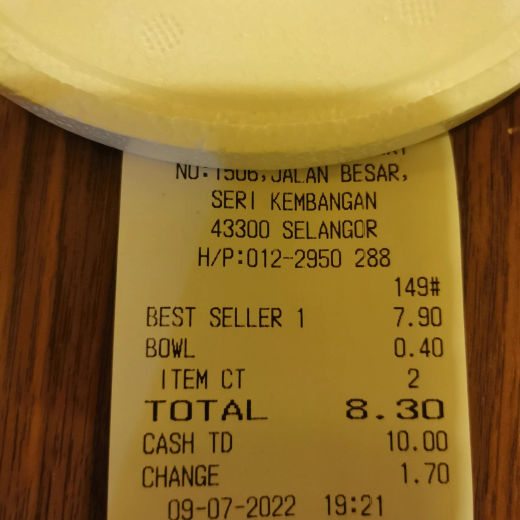 NO:1506,JALAN BESAR,
SERI KEMBANGAN
43300 SELANGOR
H/P:012-2950 288
149#
BEST SELLER 1 7.90
BOWL 0.40
ITEM CT 2
TOTAL 8.30
CASH TD 10.00
CHANGE 1.70
09-07-2022 19:21